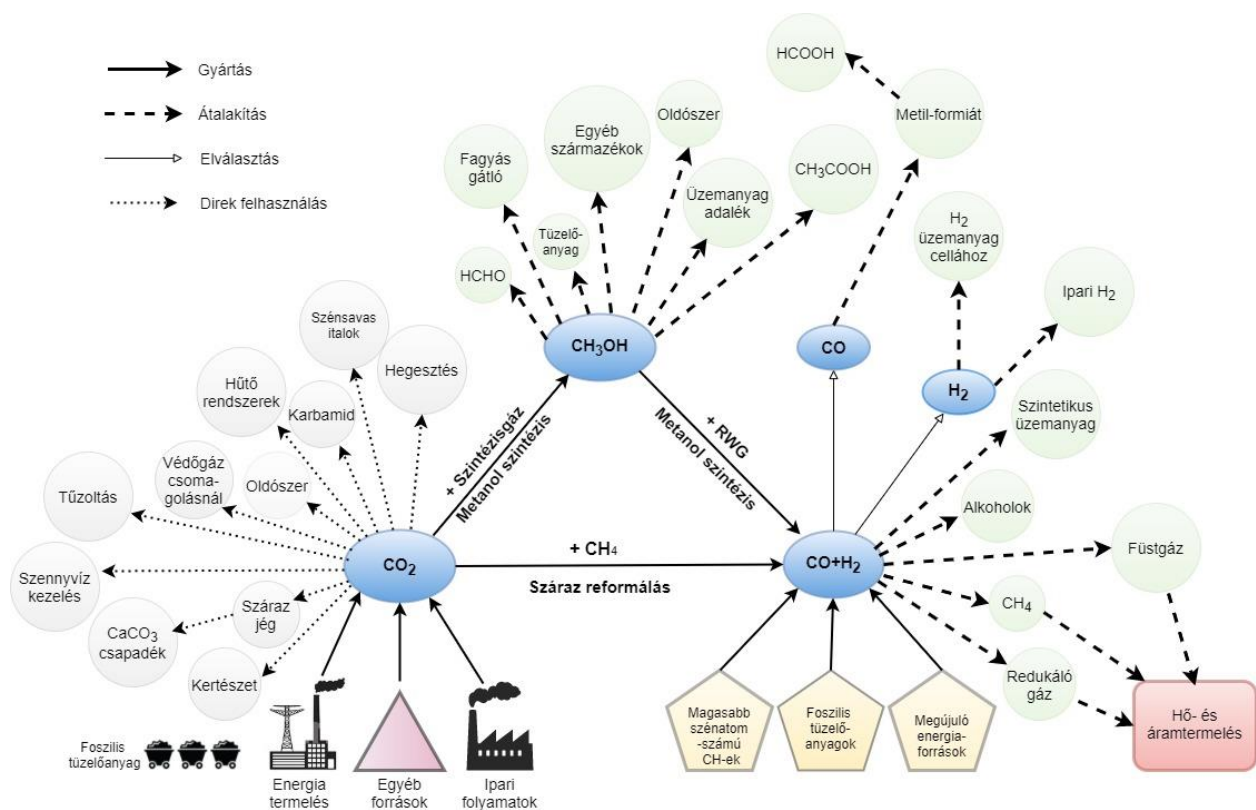 Gyártás
Átalakítás
Elválasztás
Direk felhasználás
HCOOH
Metil-formiát
Oldószer
Egyéb
származékok
Fagyás
gátló
CH3COOH
Üzemanyag
adalék
Tüzelő-
anyag
HCHO
H2
üzemanyag
cellához
Ipari H2
CH3OH
CO
H2
Szénsavas
italok
Hegesztés
Hűtő
rendszerek
Karbamid
Védőgáz
csoma-
golásnál
Oldószer
Tűzoltás
+ Szintézisgáz
Metanol szintézis
+ RWG
Metanol szintézis
Szintetikus
üzemanyag
Alkoholok
Füstgáz
CO2
+ CH4
Száraz reformálás
CO+H2
Szennyvíz
kezelés
CaCO3
csapadék
Száraz
jég
Kertészet
CH4
Redukáló
gáz
Hő- és
áramtermelés
Magasabb
szénatom
-számú
CH-ek
Foszilis
tüzelő-
anyagok
Megújuló
energia-
források
Foszilis
tüzelőanyag
Energia
termelés
Egyéb
források
Ipari
folyamatok